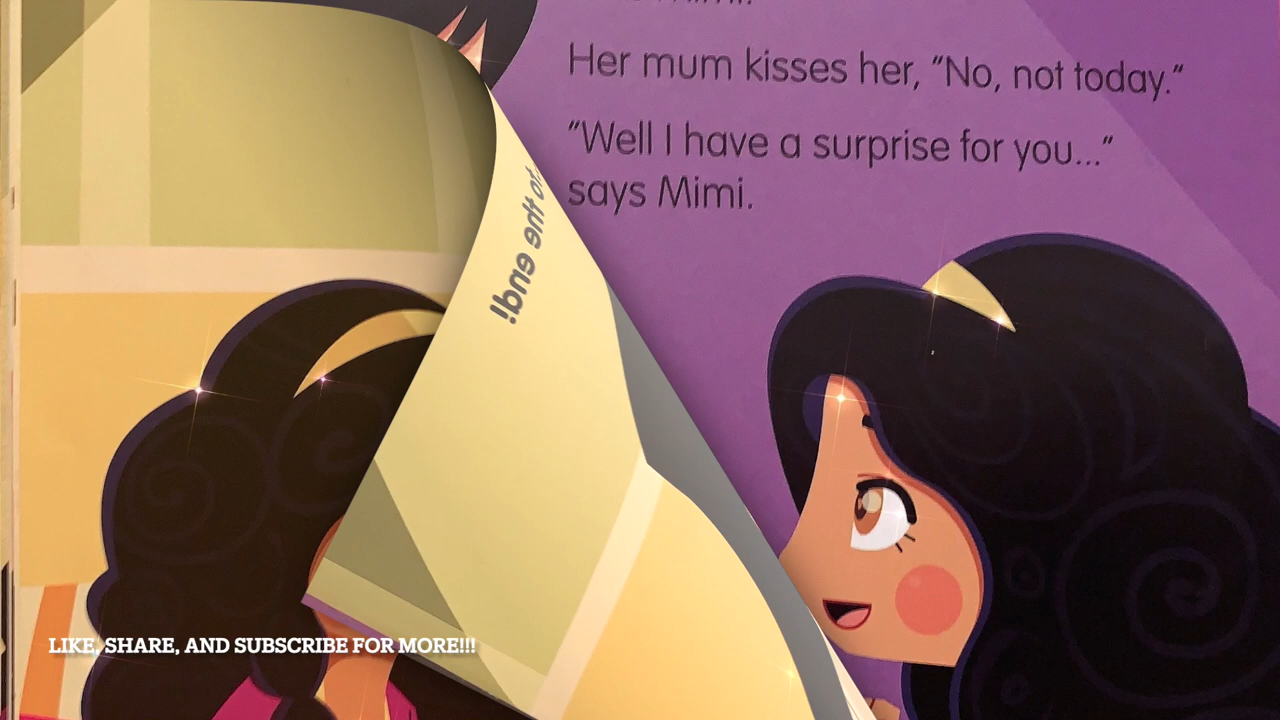 Her mum kisses her, “No, not today.”
“Well I have a surprise for you...”
says Mimi.
to the end!
LIKE, SHARE, AND SUBSCRIBE FOR MORE!!!